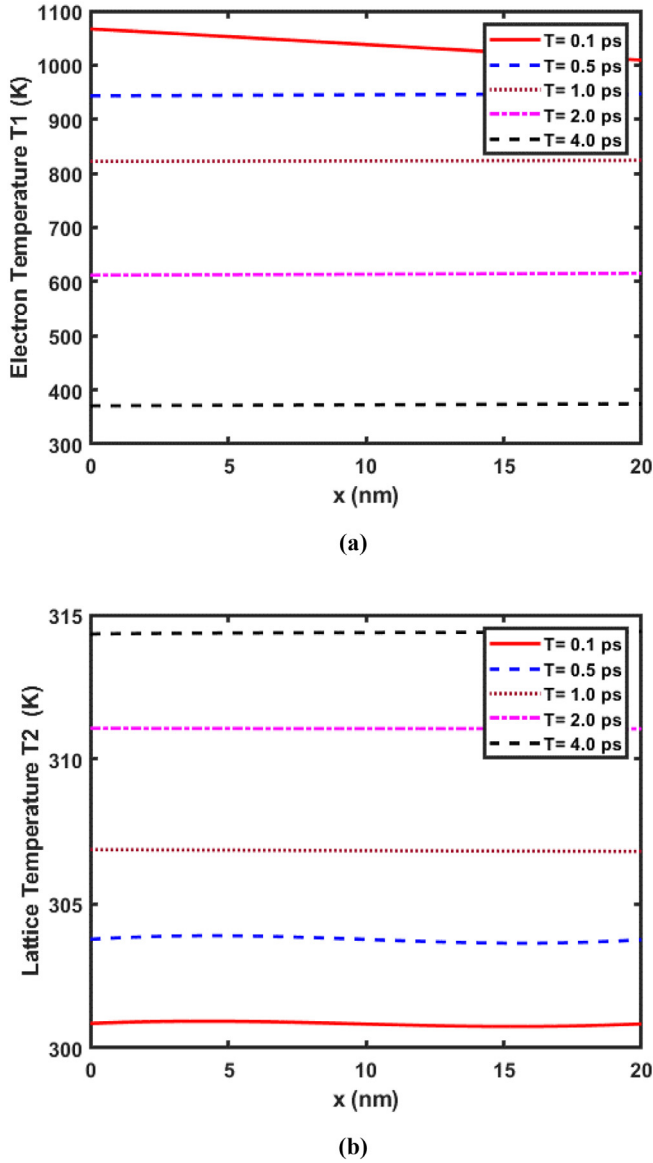 1100
1000
900
800
700
600
500
400
300
Electron Temperature T1 (K)
T= 0.1 ps
T= 0.5 ps
T= 1.0 ps
T= 2.0 ps
T= 4.0 ps
0 5 10 15 20
x (nm)
(a)
315
310
305
300
Lattice Temperature T2 (K)
T= 0.1 ps
T= 0.5 ps
T= 1.0 ps
T= 2.0 ps
T= 4.0 ps
0 5 10 15 20
x (nm)
(b)